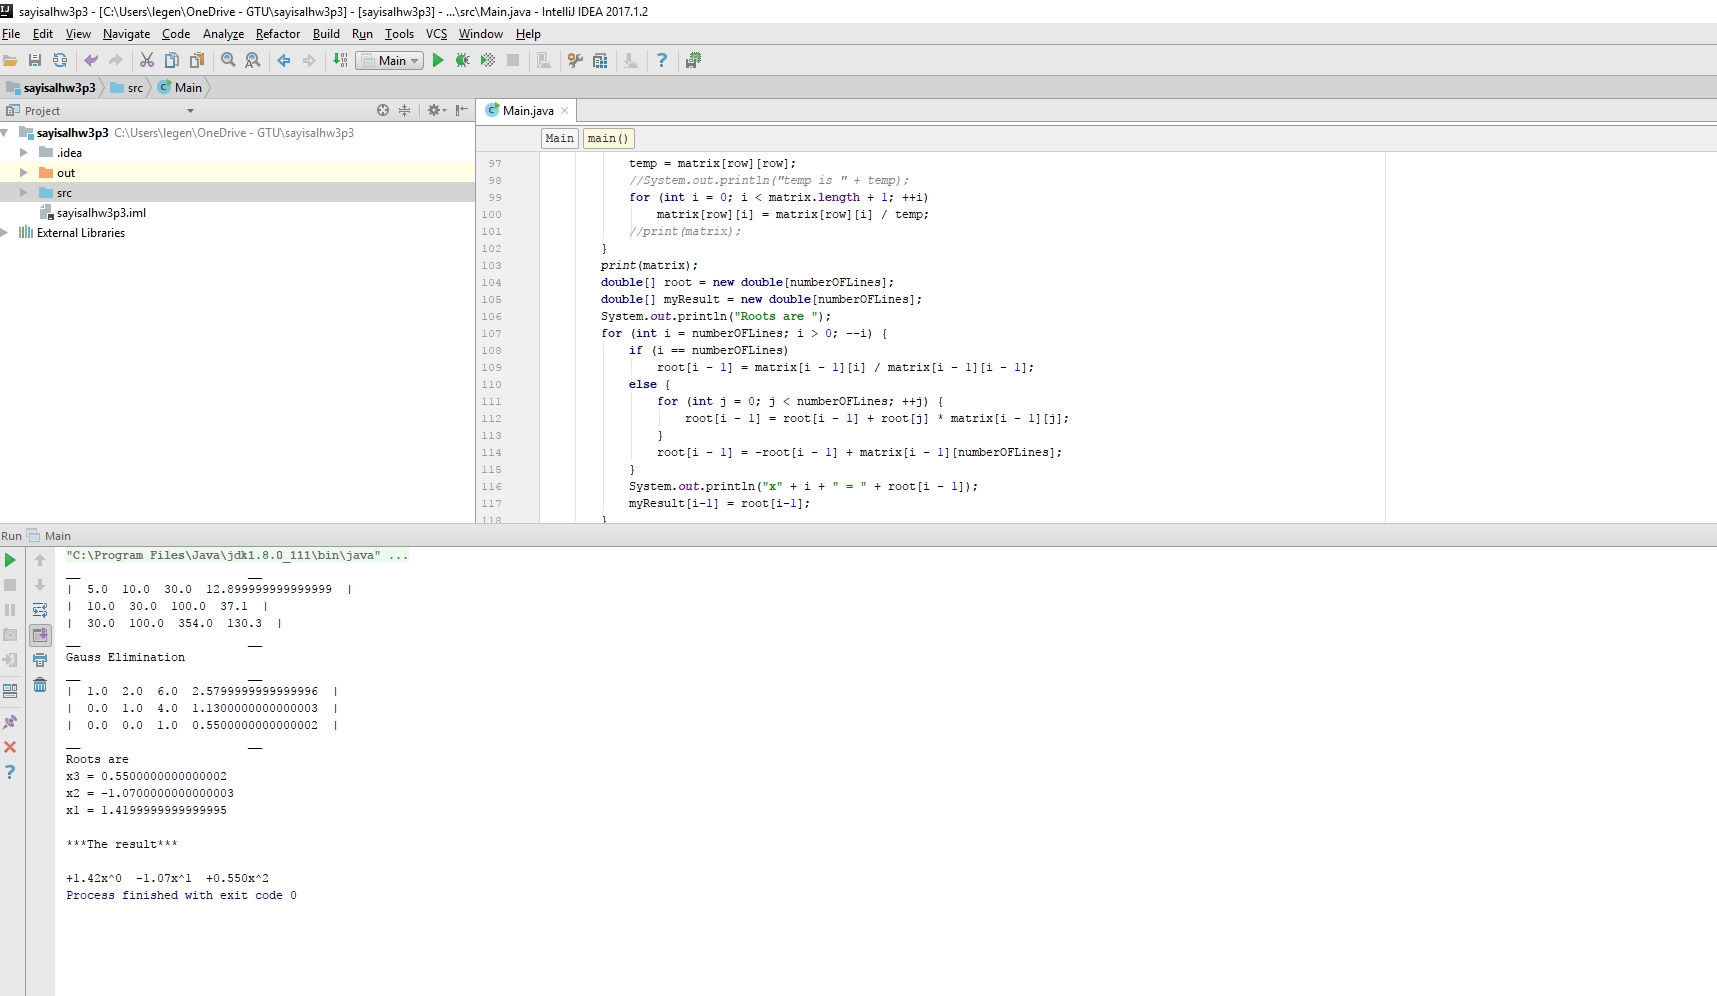 sayisalhw3p3 - [C:\Users\legen\OneDrive - GTU\sayisalhw3p3] - [sayisalhw3p3] - ...\src\Main.java - IntelliJ IDEA 2017.1.2
File Edit View Navigate Code Analyze Refactor Build Run Tools VCS Window Help
Main
sayisalhw3p3 src Main
Project
Main.java
sayisalhw3p3 C:\Users\legen\OneDrive - GTU\sayisalhw3p3
.idea
out
src
sayisalhw3p3.iml
External Libraries
Main main()
97 temp = matrix[row][row];
98 //System.out.println("temp is " + temp);
99 for (int i = 0; i < matrix.length + 1; ++i)
100 matrix[row][i] = matrix[row][i] / temp;
101 //print(matrix);
102 }
103 print(matrix);
104 double[] root = new double[numberOFLines];
105 double[] myResult = new double[numberOFLines];
106 System.out.println("Roots are ");
107 for (int i = numberOFLines; i > 0; --i) {
108 if (i == numberOFLines)
109 root[i - 1] = matrix[i - 1][i] / matrix[i - 1][i - 1];
110 else {
111 for (int j = 0; j < numberOFLines; ++j) {
112 root[i - 1] = root[i - 1] + root[j] * matrix[i - 1][j];
113 }
114 root[i - 1] = -root[i - 1] + matrix[i - 1][numberOFLines];
115 }
116 System.out.println("x" + i + " = " + root[i - 1]);
117 myResult[i-1] = root[i-1];
118 }
Run Main
"C:\Program Files\Java\jdk1.8.0_111\bin\java" ...
__ __
| 5.0 10.0 30.0 12.899999999999999 |
| 10.0 30.0 100.0 37.1 |
| 30.0 100.0 354.0 130.3 |
__ __
Gauss Elimination
__ __
| 1.0 2.0 6.0 2.5799999999999996 |
| 0.0 1.0 4.0 1.1300000000000003 |
| 0.0 0.0 1.0 0.5500000000000002 |
__ __
Roots are
x3 = 0.5500000000000002
x2 = -1.0700000000000003
x1 = 1.4199999999999995
***The result***
+1.42x^0 -1.07x^1 +0.550x^2
Process finished with exit code 0